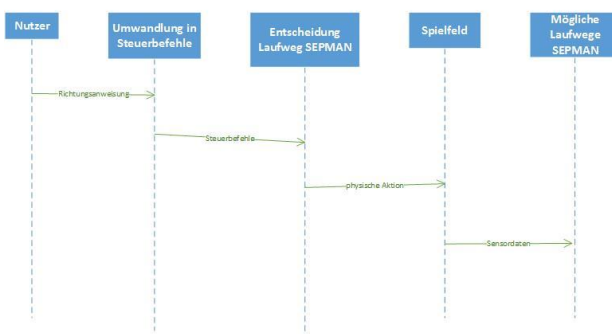 Nutzer
Umwandlung in
Steuerbefehle
Entscheidung
Laufweg SEPMAN
Spielfeld
Mögliche
Laufwege
SEPMAN
Richtungsanweisung
Steuerbefehle
physische Aktion
Sensordaten